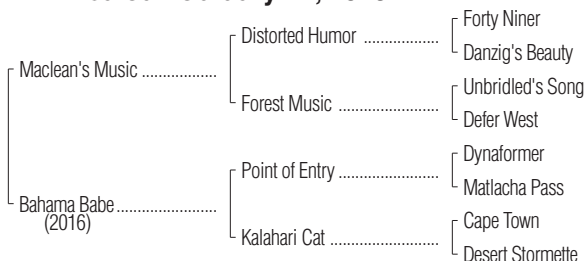 Forty Niner
Distorted Humor ..................
Danzig's Beauty
Maclean's Music .................
Unbridled's Song
Forest Music ........................
Defer West
Dynaformer
Point of Entry ........................
Matlacha Pass
Bahama Babe .......................
(2016)
Cape Town
Kalahari Cat .........................
Desert Stormette